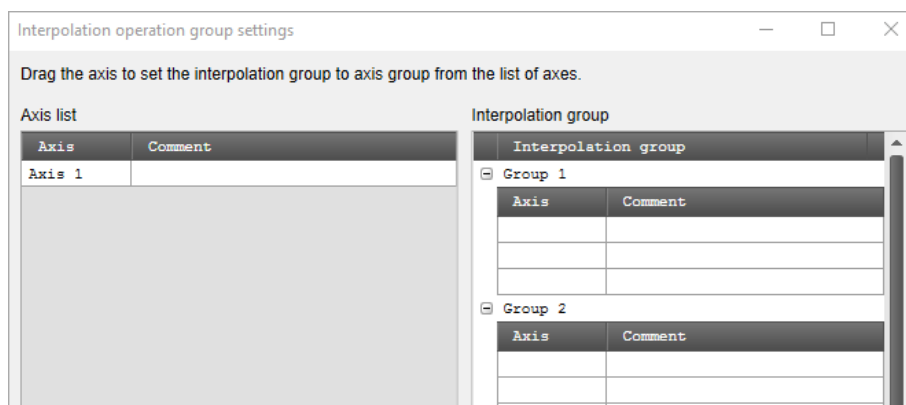 Interpolation operation group settings
Drag the axis to set the interpolation group to axis group from the list of axes.
Axis list
Interpolation group
Axis Comment
Interpolation group
Axis 1
Group 1
Axis Comment
Group 2
Axis Comment